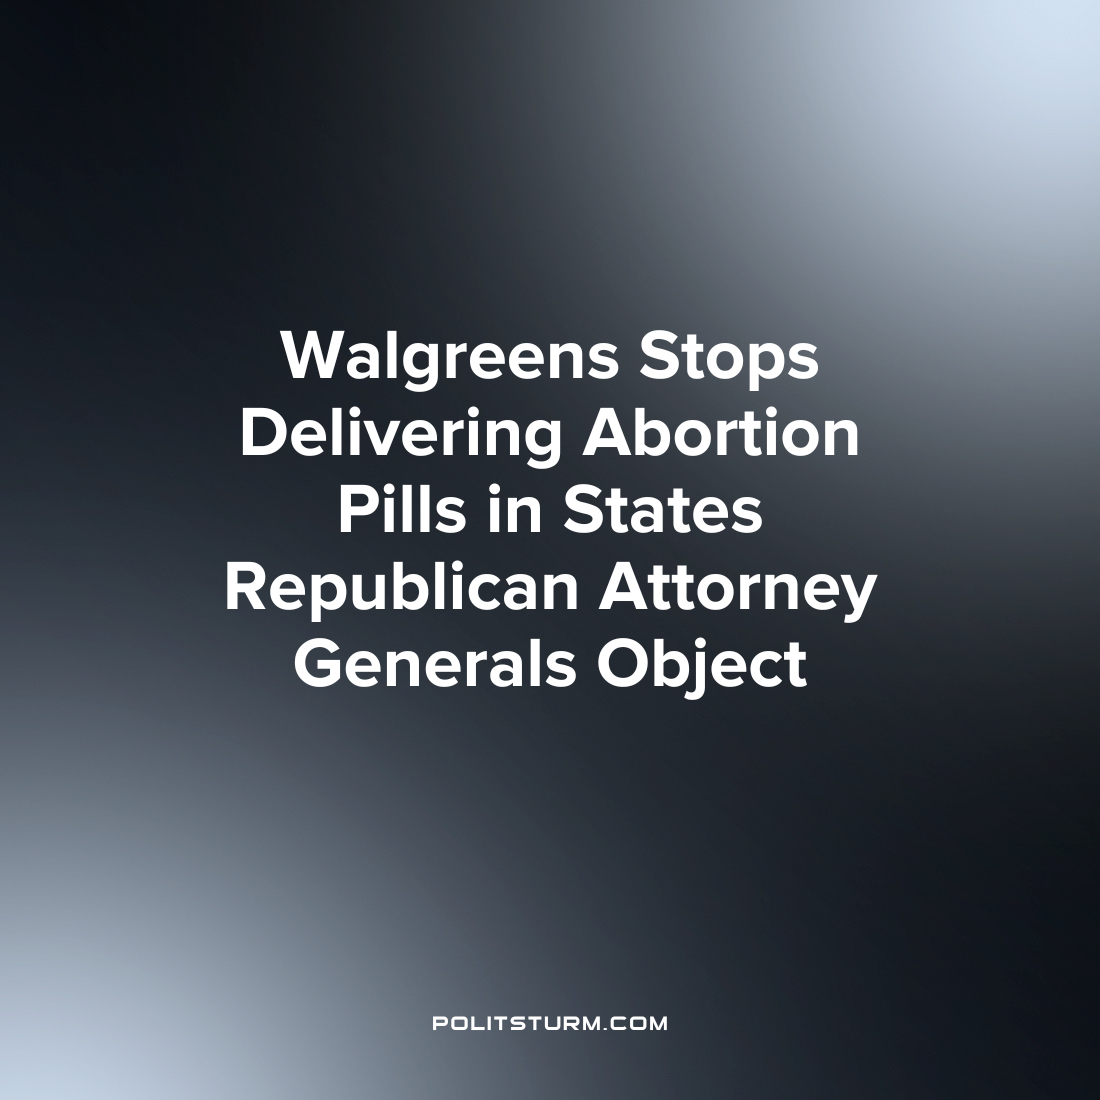 Walgreens Stops
Delivering Abortion
Pills in States
Republican Attorney
Generals Object
POLITSTURM.COM